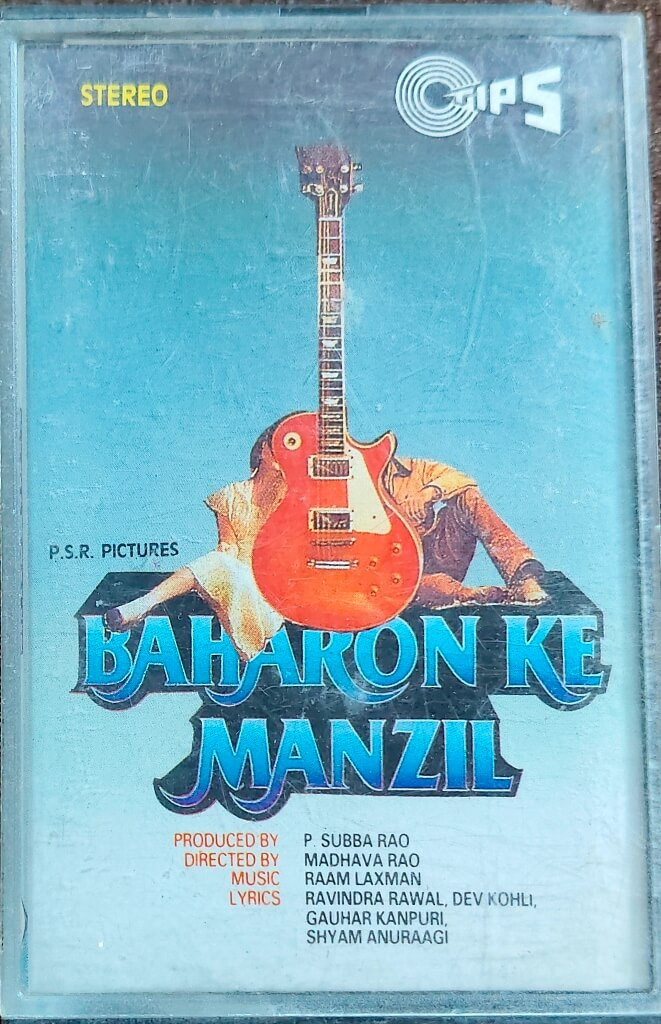 STEREO
TIPS
P.S.R. PICTURES
BAHARON KE
MANZIL
PRODUCED BY P. SUBBA RAO
DIRECTED BY MADHAVA RAO
MUSIC RAAM LAXMAN
LYRICS RAVINDRA RAWAL, DEV KOHLI,
GAUHAR KANPURI,
SHYAM ANURAAGI